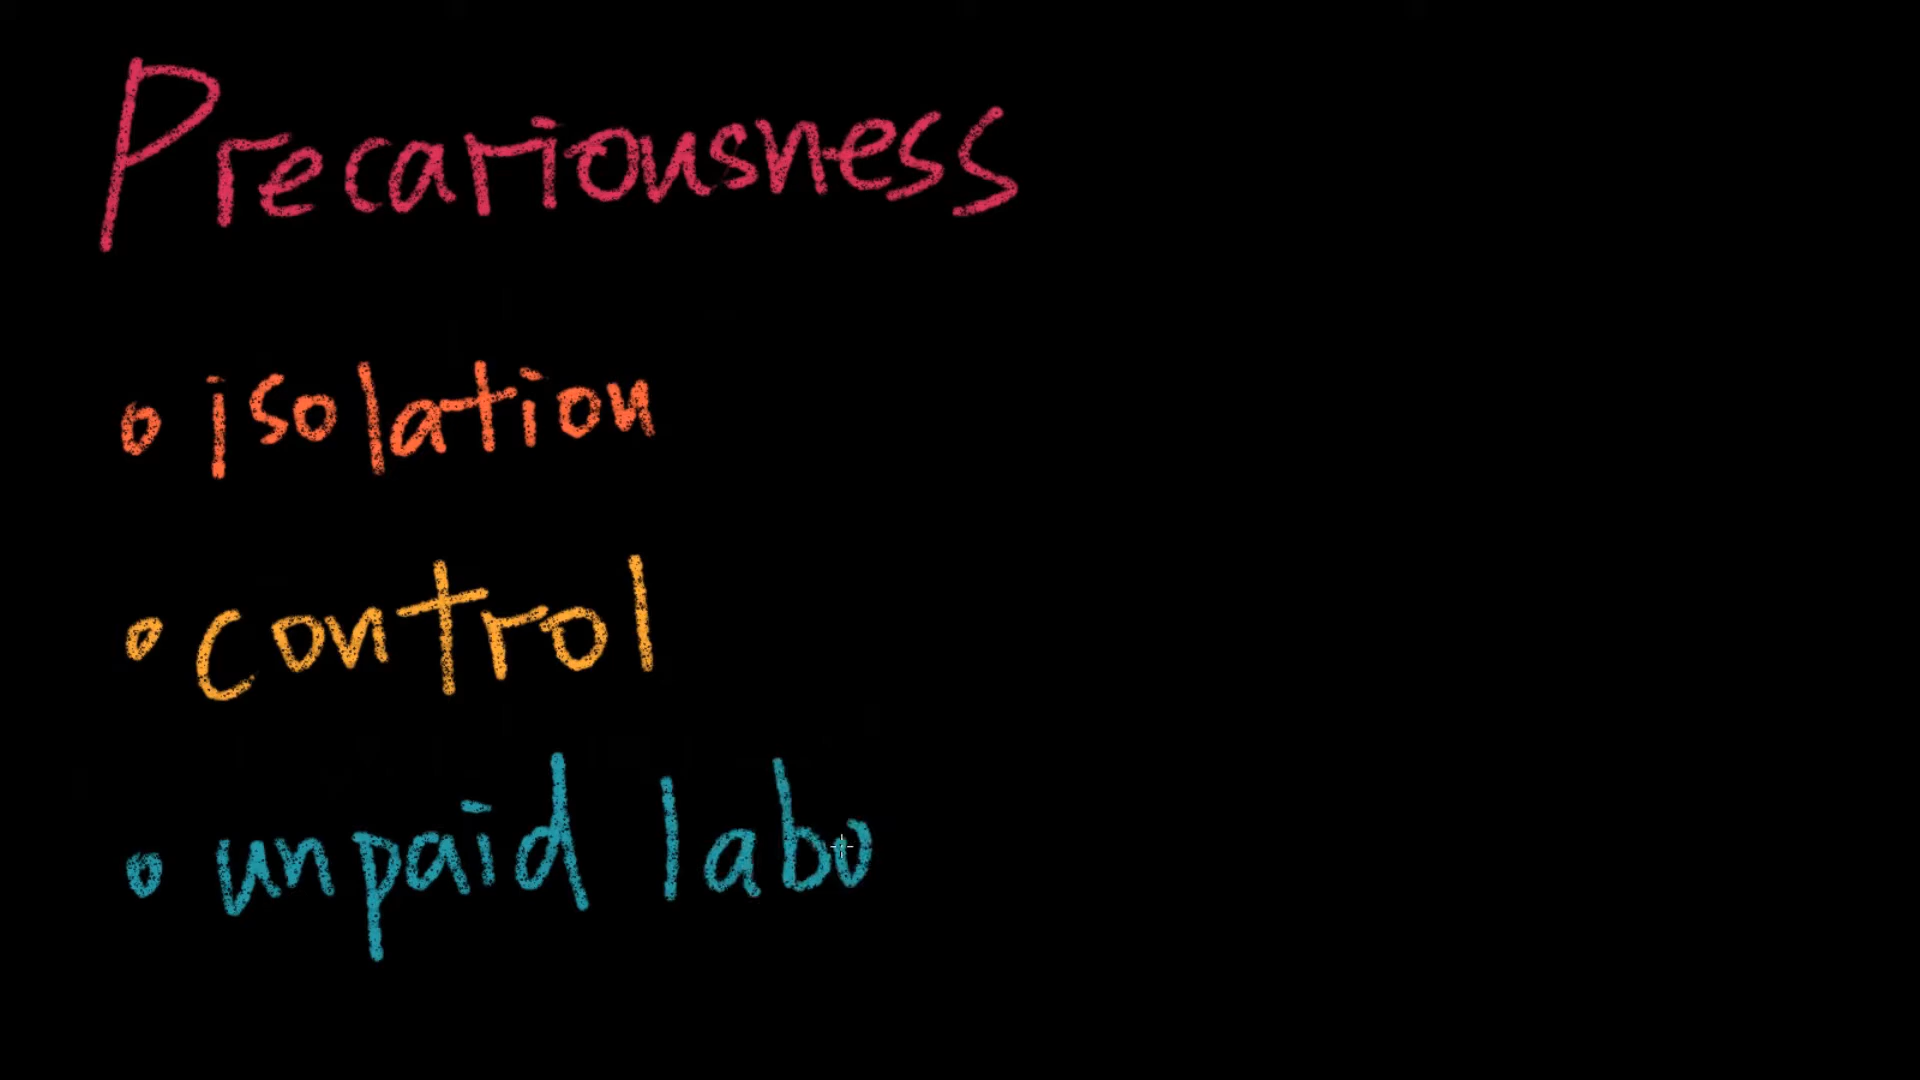 Precariousness
o isolation
o control
o unpaid labo